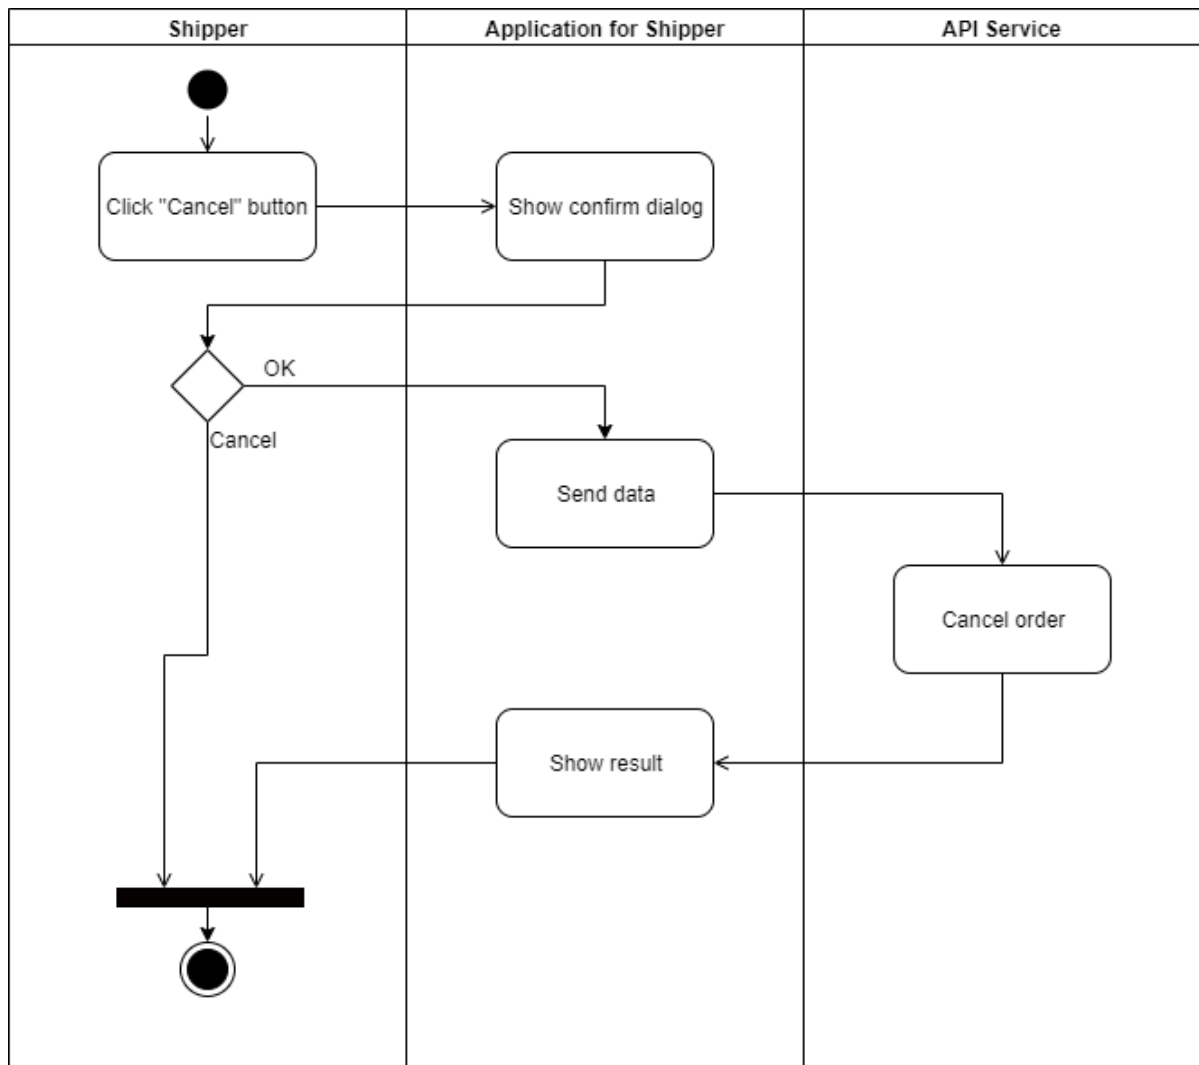 Shipper
Application for Shipper
API Service
Click "Cancel" button
Show confirm dialog
OK
Cancel
Send data
Cancel order
Show result